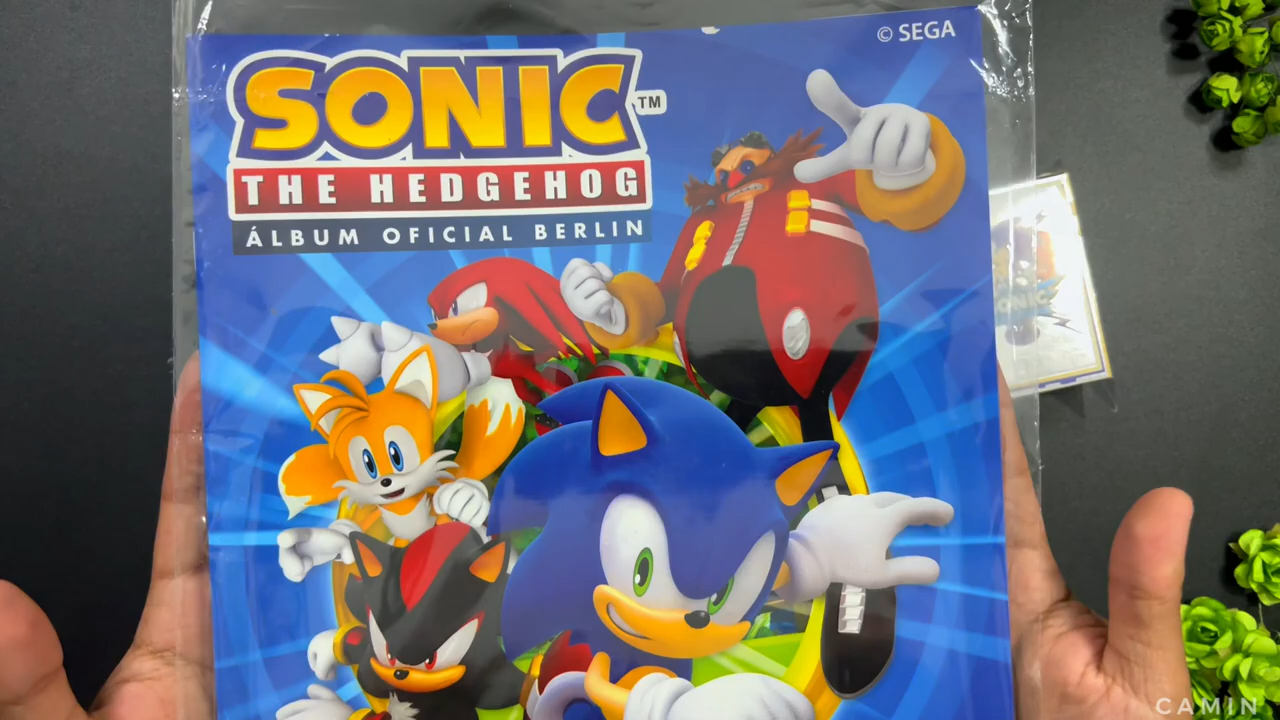 © SEGA
SONIC™
THE HEDGEHOG
ÁLBUM OFICIAL BERLIN
CAMIN